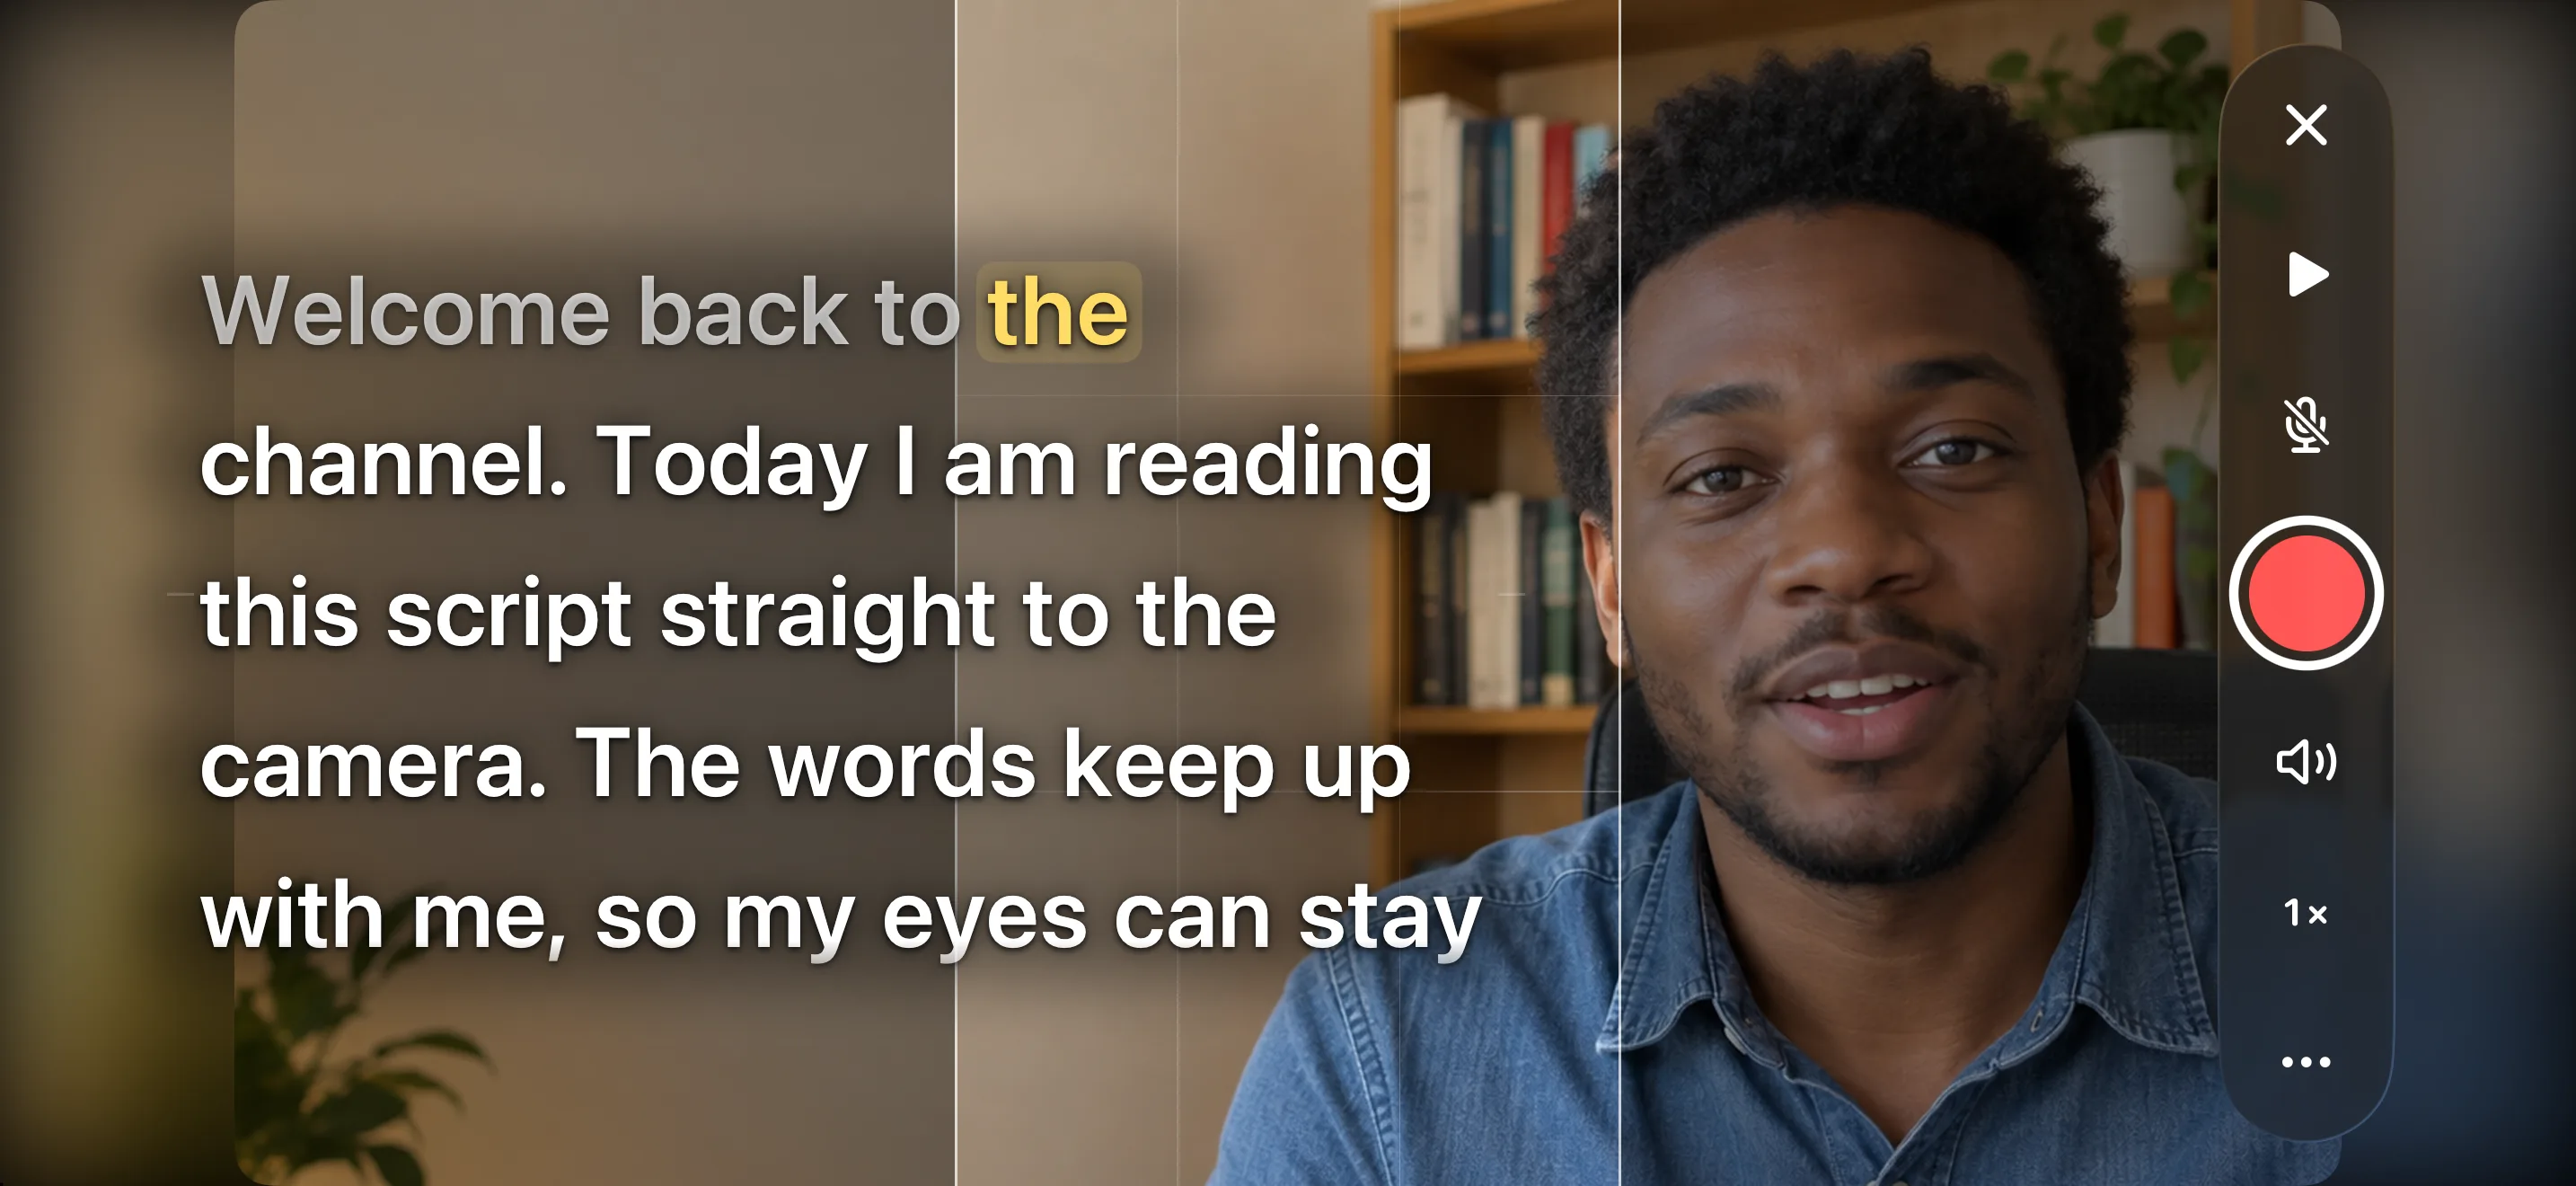 Welcome back to the
channel. Today I am reading
this script straight to the
camera. The words keep up
with me, so my eyes can stay
1×